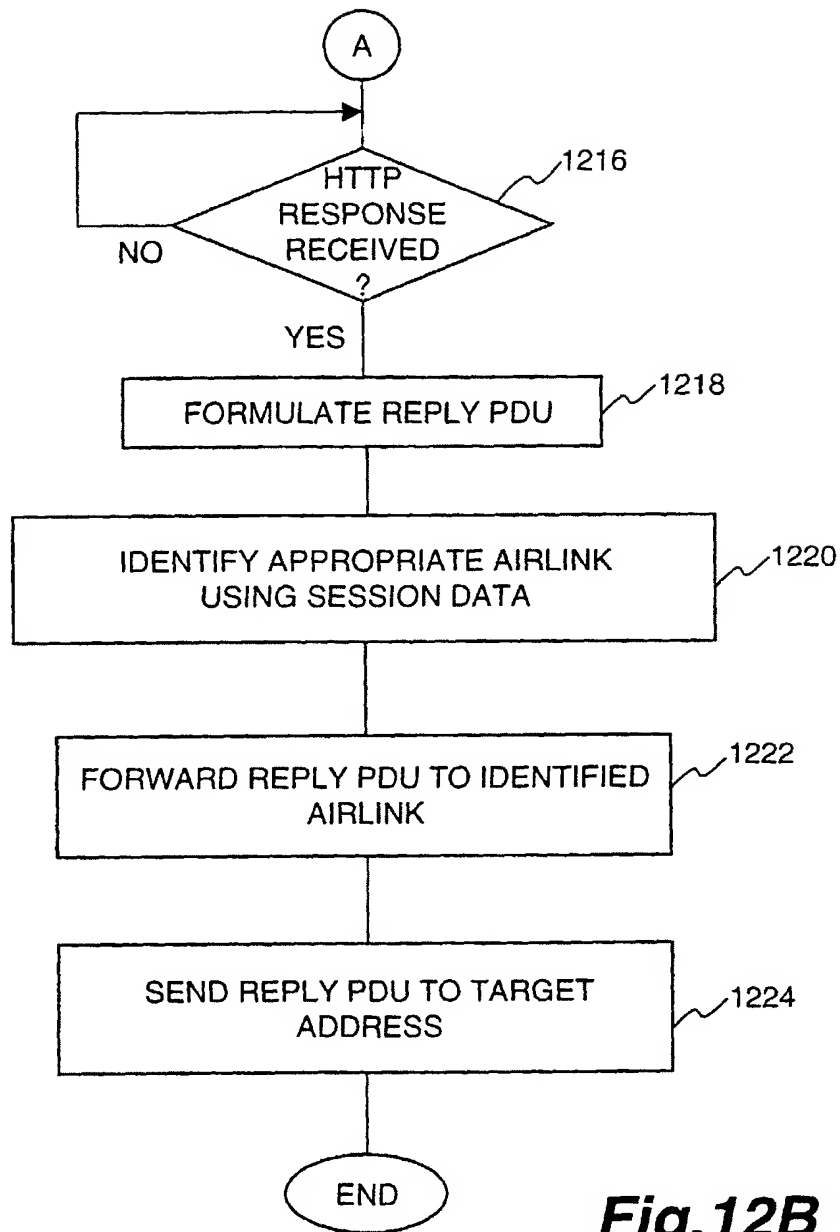 A
HTTP
RESPONSE
RECEIVED
?
1216
NO
YES
FORMULATE REPLY PDU
1218
IDENTIFY APPROPRIATE AIRLINK
USING SESSION DATA
1220
FORWARD REPLY PDU TO IDENTIFIED
AIRLINK
1222
SEND REPLY PDU TO TARGET
ADDRESS
1224
END
Fig.12B